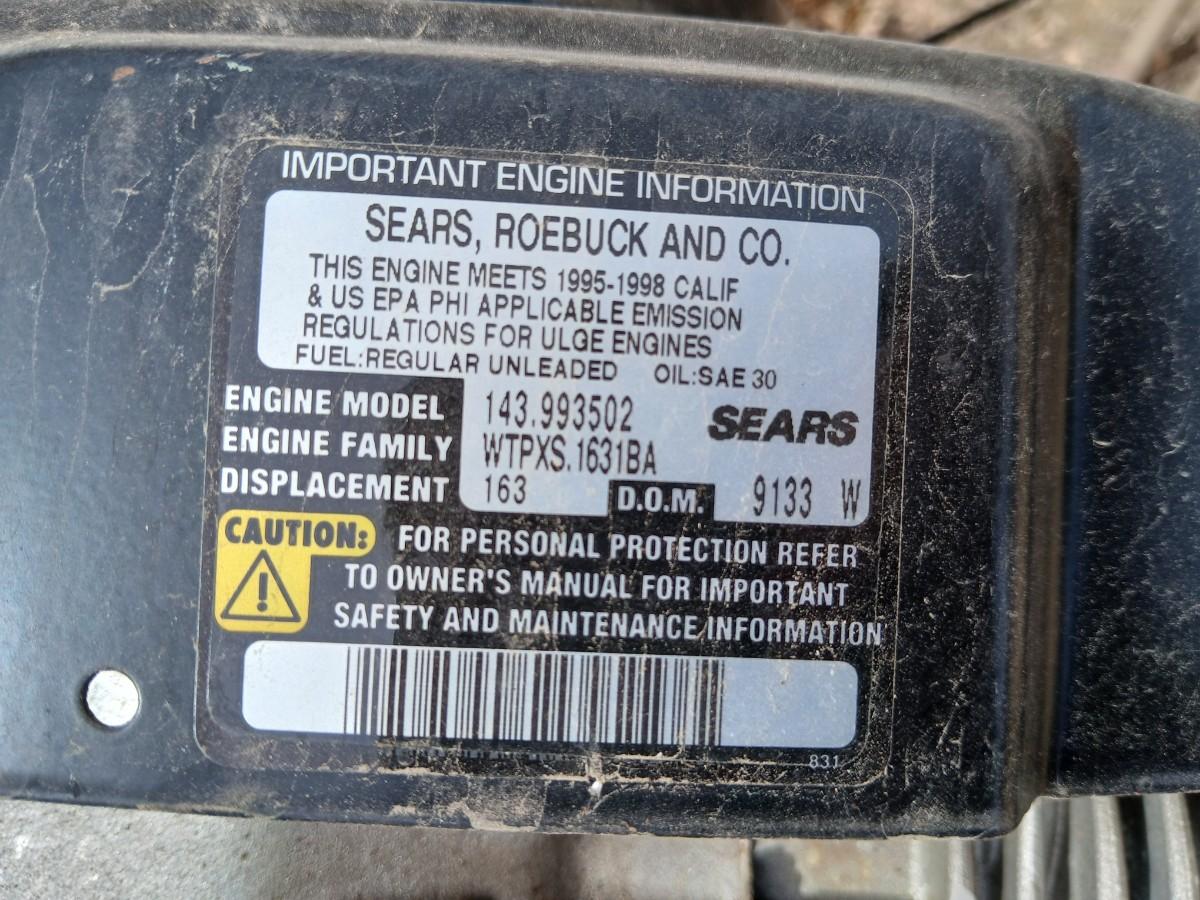 IMPORTANT ENGINE INFORMATION
SEARS, ROEBUCK AND CO.
THIS ENGINE MEETS 1995-1998 CALIF
& US EPA PHI APPLICABLE EMISSION
REGULATIONS FOR ULGE ENGINES
FUEL:REGULAR UNLEADED OIL:SAE 30
ENGINE MODEL 143.993502 SEARS
ENGINE FAMILY WTPXS.1631BA
DISPLACEMENT 163 D.O.M. 9133 W
CAUTION: FOR PERSONAL PROTECTION REFER
TO OWNER'S MANUAL FOR IMPORTANT
SAFETY AND MAINTENANCE INFORMATION
831